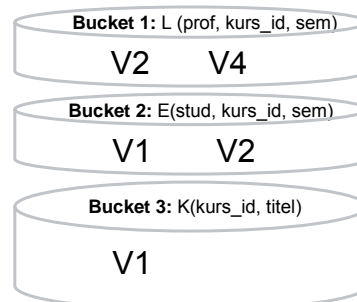 Bucket 1: L (prof, kurs_id, sem)
V2 V4
Bucket 2: E(stud, kurs_id, sem)
V1 V2
Bucket 3: K(kurs_id, titel)
V1